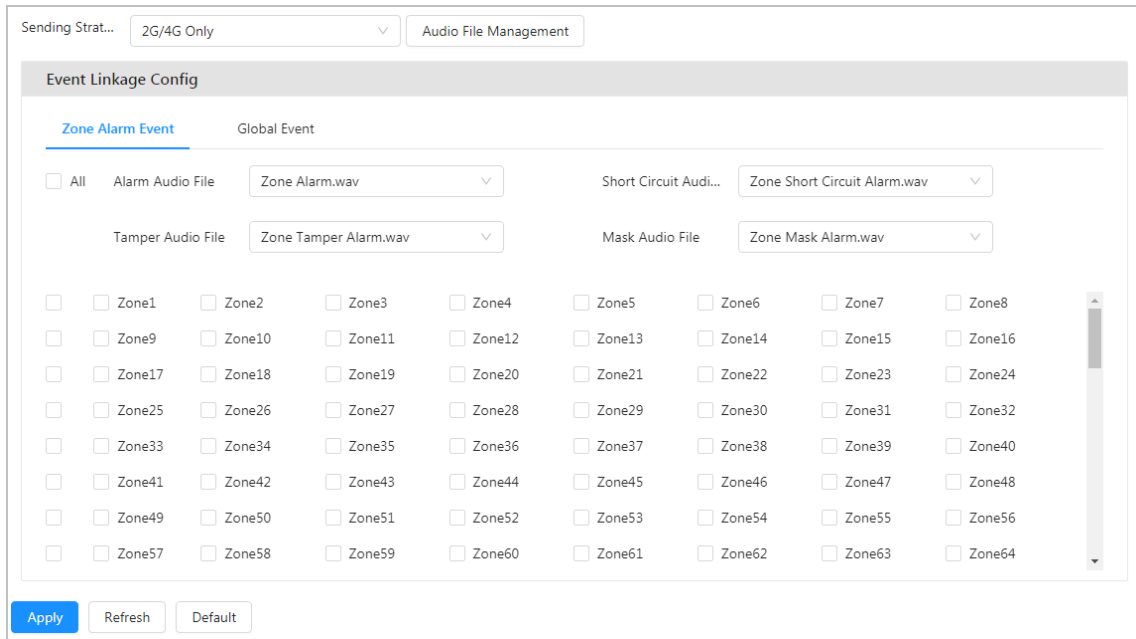 Sending Strat... 2G/4G Only Audio File Management
Event Linkage Config
Zone Alarm Event Global Event
All Alarm Audio File Zone Alarm.wav Short Circuit Audi... Zone Short Circuit Alarm.wav
Tamper Audio File Zone Tamper Alarm.wav Mask Audio File Zone Mask Alarm.wav
Zone1 Zone2 Zone3 Zone4 Zone5 Zone6 Zone7 Zone8
Zone9 Zone10 Zone11 Zone12 Zone13 Zone14 Zone15 Zone16
Zone17 Zone18 Zone19 Zone20 Zone21 Zone22 Zone23 Zone24
Zone25 Zone26 Zone27 Zone28 Zone29 Zone30 Zone31 Zone32
Zone33 Zone34 Zone35 Zone36 Zone37 Zone38 Zone39 Zone40
Zone41 Zone42 Zone43 Zone44 Zone45 Zone46 Zone47 Zone48
Zone49 Zone50 Zone51 Zone52 Zone53 Zone54 Zone55 Zone56
Zone57 Zone58 Zone59 Zone60 Zone61 Zone62 Zone63 Zone64
Apply Refresh Default